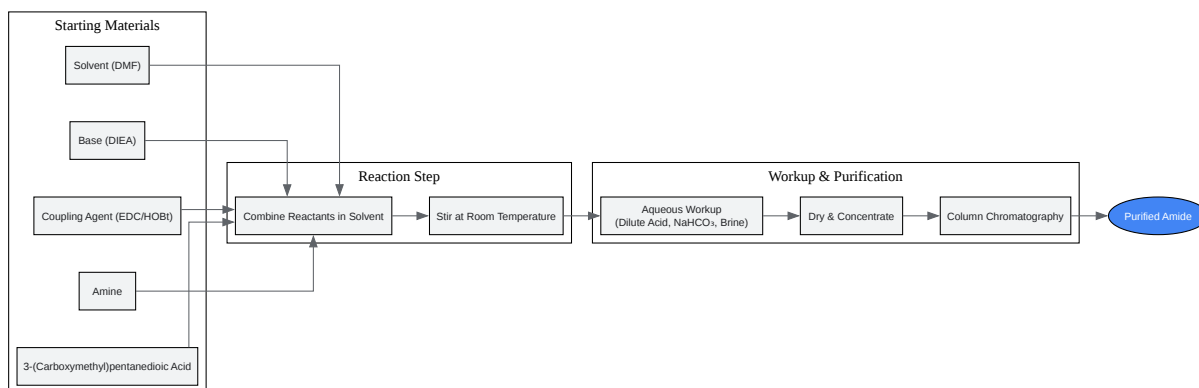 Starting Materials
Solvent (DMF)
Base (DIEA)
Coupling Agent (EDC/HOBt)
Amine
3-(Carboxymethyl)pentanedioic Acid
Reaction Step
Combine Reactants in Solvent
Stir at Room Temperature
Workup & Purification
Aqueous Workup
(Dilute Acid, NaHCO₃, Brine)
Dry & Concentrate
Column Chromatography
Purified Amide